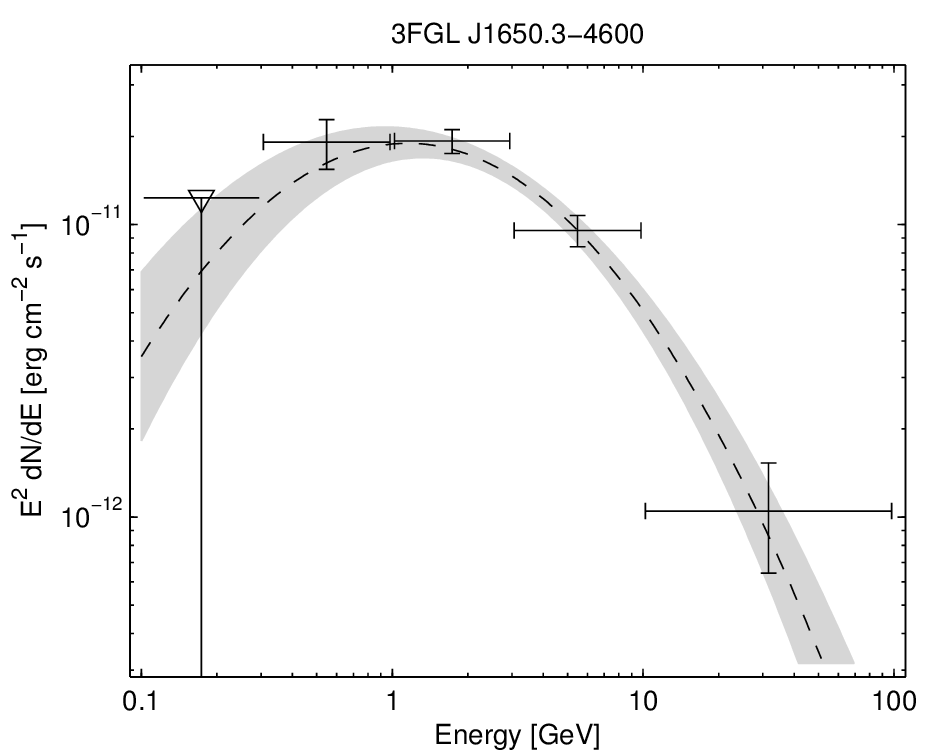 3FGL J1650.3−4600
E² dN/dE [erg cm⁻² s⁻¹]
10⁻¹¹
10⁻¹²
0.1 1 10 100
Energy [GeV]